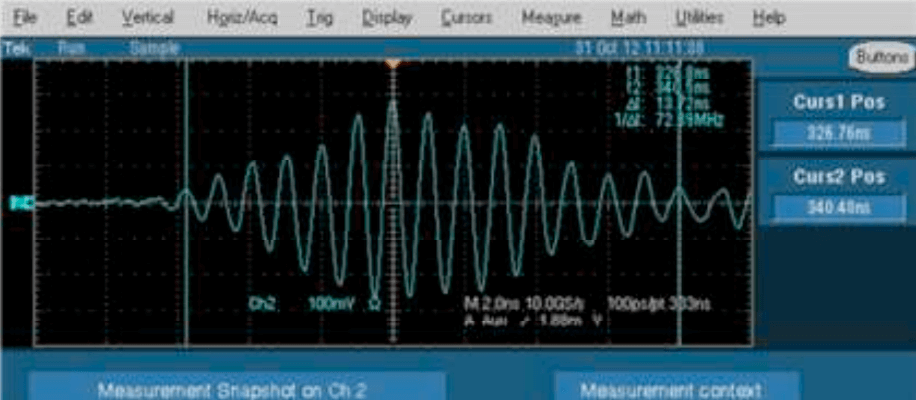 File Edit Vertical Horiz/Acq Trig Display Cursors Measure Math Utilities Help
Tek Run Sample 31 Oct 12 11:11:38
Buttons
t1: 326.8ns
t2: 340.5ns
Δt: 13.72ns
1/Δt: 72.89MHz
Curs1 Pos
326.76ns
Curs2 Pos
340.48ns
Ch2 100mV Ω M 2.0ns 10.0GS/s 100ps/pt
A Aux 1.88m V
Measurement Snapshot on Ch 2
Measurement context